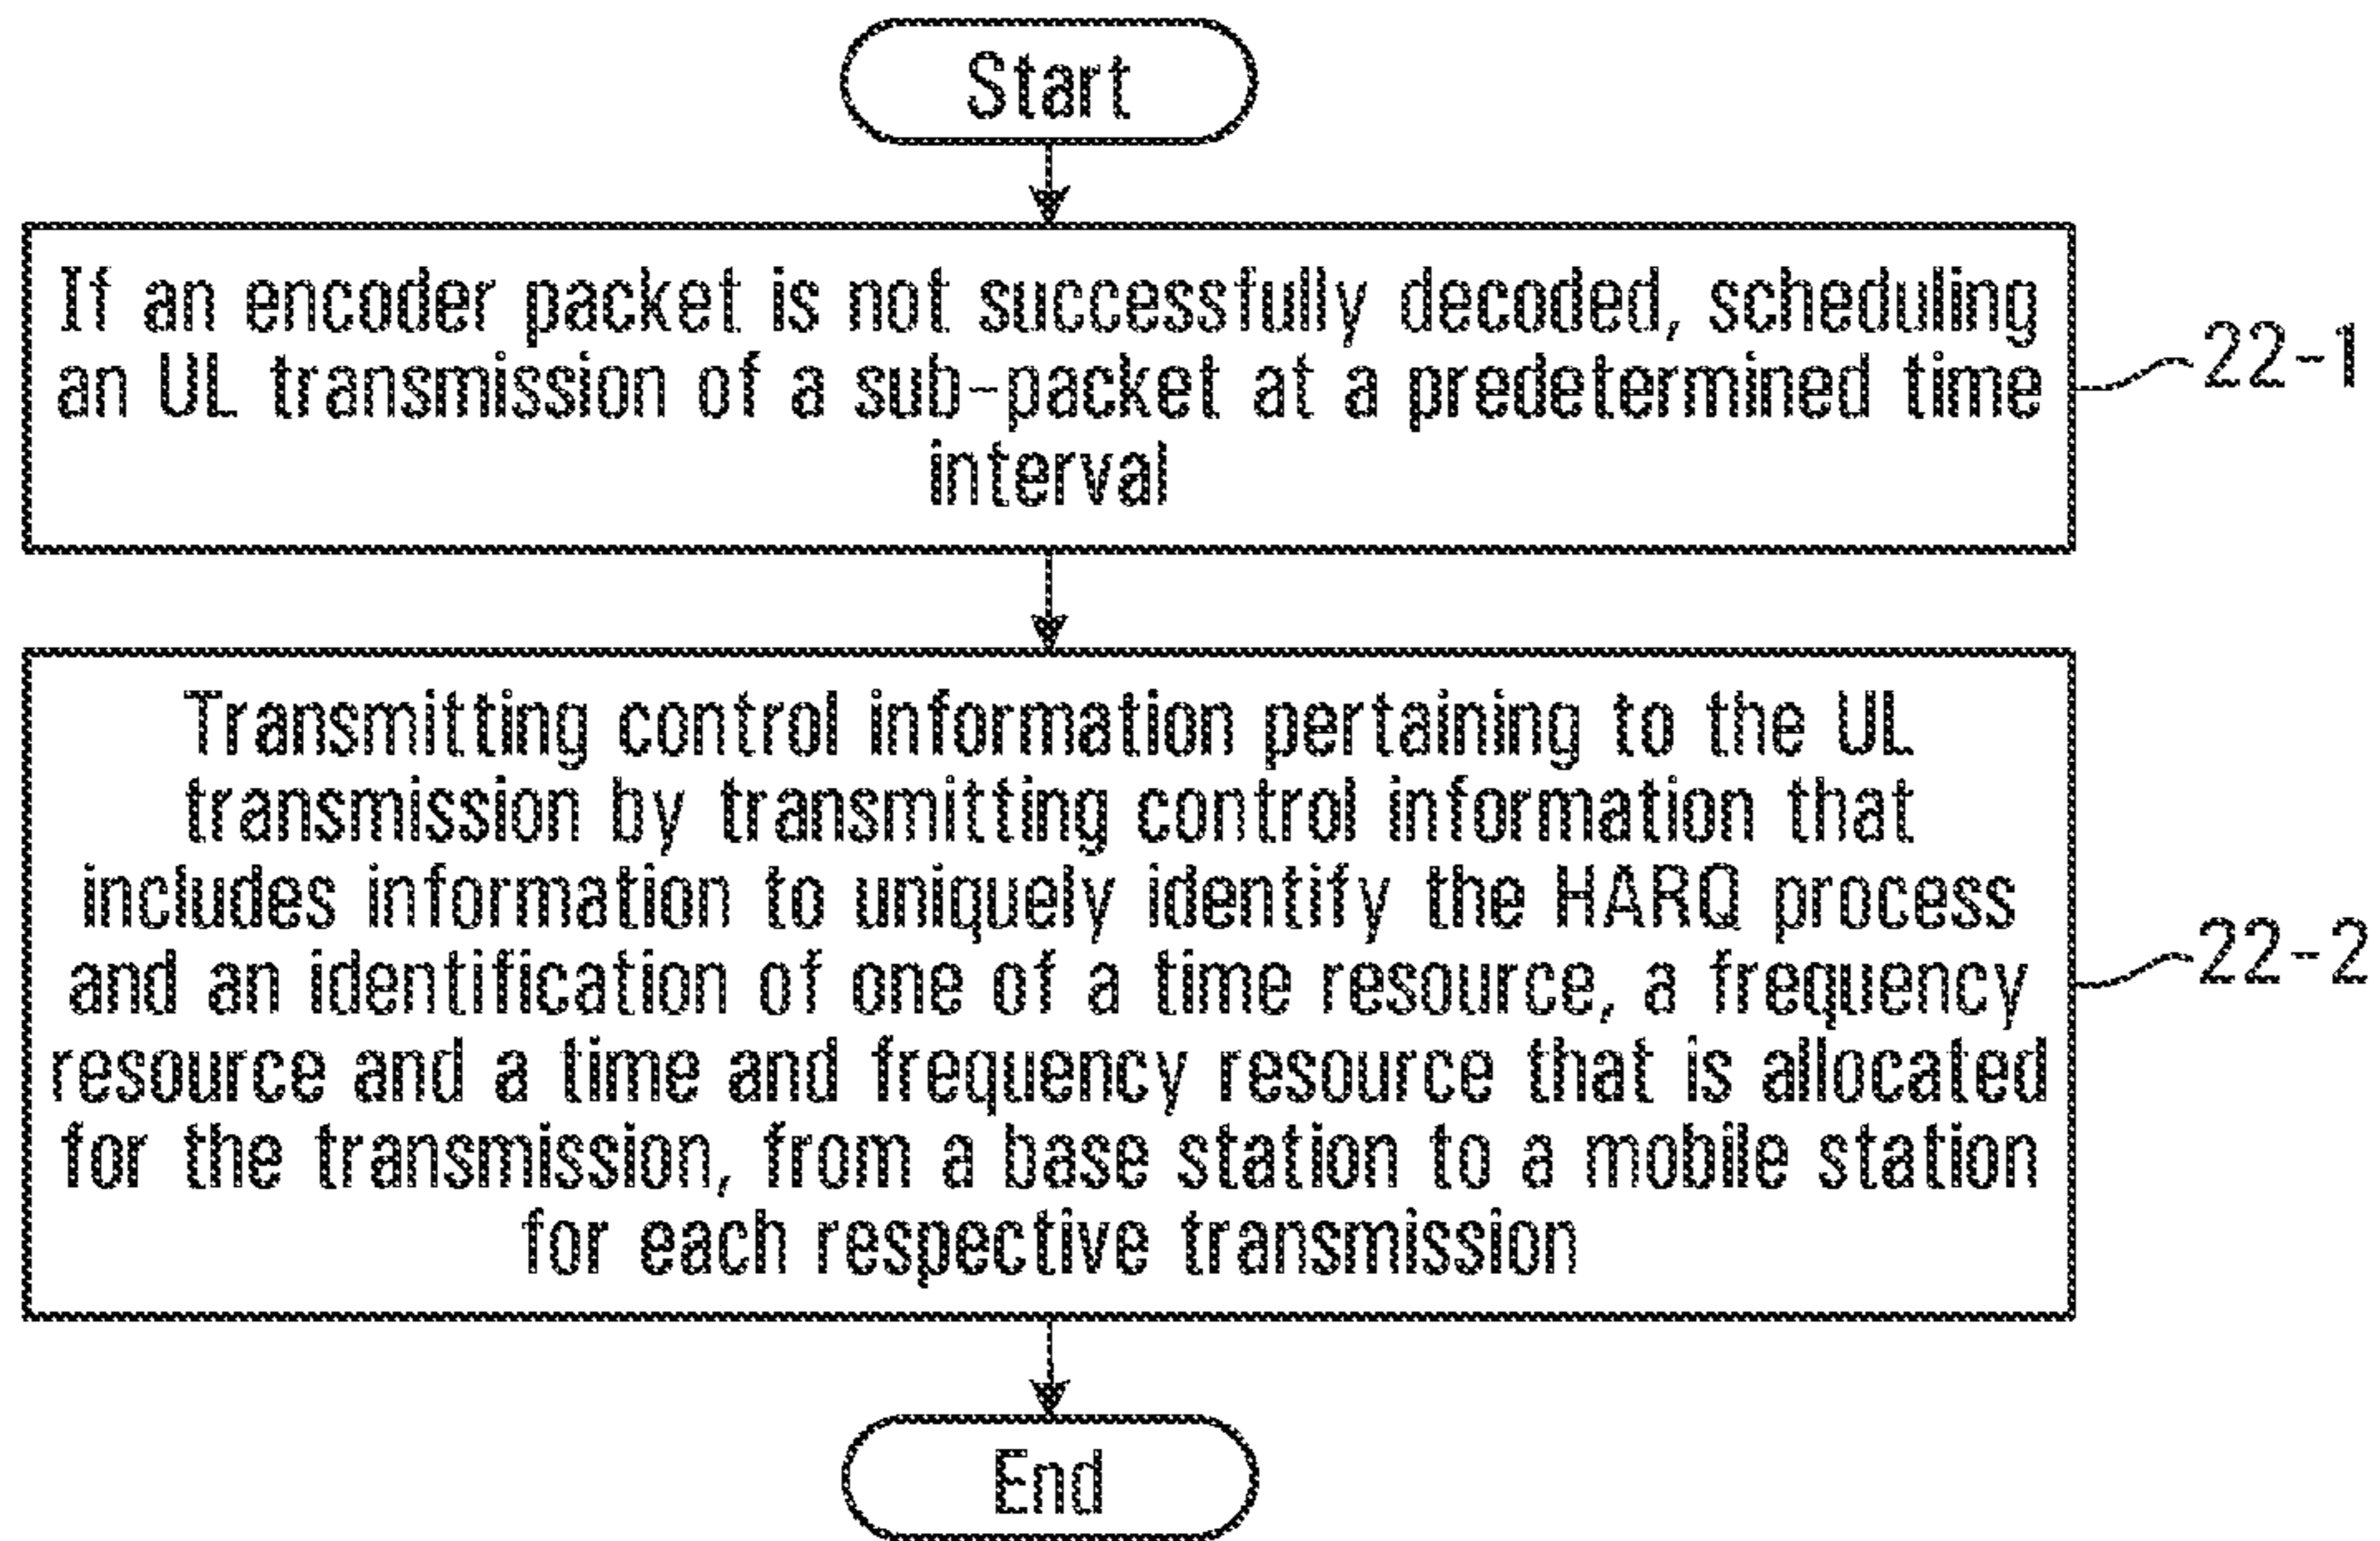 Start
If an encoder packet is not successfully decoded, scheduling
an UL transmission of a sub-packet at a predetermined time
interval
22-1
Transmitting control information pertaining to the UL
transmission by transmitting control information that
includes information to uniquely identify the HARQ process
and an identification of one of a time resource, a frequency
resource and a time and frequency resource that is allocated
for the transmission, from a base station to a mobile station
for each respective transmission
22-2
End